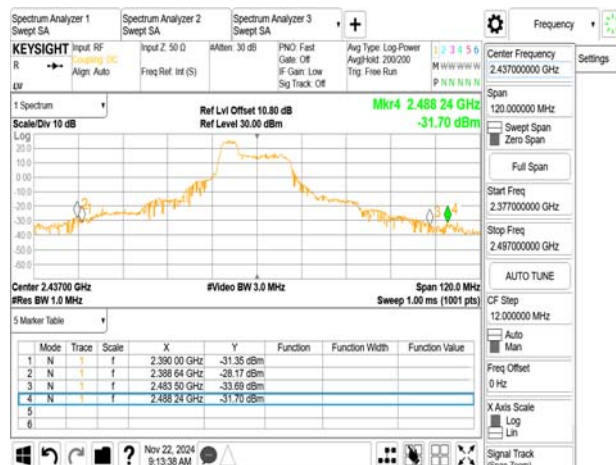 Spectrum Analyzer 1
Swept SA
Spectrum Analyzer 2
Swept SA
Spectrum Analyzer 3
Swept SA
+
Frequency
KEYSIGHT
R
Input: RF
Coupling: DC
Align: Auto
Input Z: 50 Ω
Freq Ref: Int (S)
#Atten: 30 dB
PNO: Fast
Gate: Off
IF Gain: Low
Sig Track: Off
Avg Type: Log-Power
Avg|Hold: 200/200
Trig: Free Run
1 2 3 4 5 6
M W W W W W
P N N N N N
Center Frequency
2.437000000 GHz
Settings
Span
120.000000 MHz
Swept Span
Zero Span
Full Span
Start Freq
2.377000000 GHz
Stop Freq
2.497000000 GHz
AUTO TUNE
CF Step
12.000000 MHz
Auto
Man
Freq Offset
0 Hz
X Axis Scale
Log
Lin
Signal Track
1 Spectrum
Scale/Div 10 dB
Ref Lvl Offset 10.80 dB
Ref Level 30.00 dBm
Mkr4 2.488 24 GHz
-31.70 dBm
Log
20.0
10.0
0.00
-10.0
-20.0
-30.0
-40.0
-50.0
-60.0
2
3
4
Center 2.43700 GHz
#Video BW 3.0 MHz
Span 120.0 MHz
#Res BW 1.0 MHz
Sweep 1.00 ms (1001 pts)
5 Marker Table
Mode Trace Scale X Y Function Function Width Function Value
1 N 1 f 2.390 00 GHz -31.35 dBm
2 N 1 f 2.388 64 GHz -28.17 dBm
3 N 1 f 2.483 50 GHz -33.69 dBm
4 N 1 f 2.488 24 GHz -31.70 dBm
5
6
?
Nov 22, 2024
9:13:38 AM